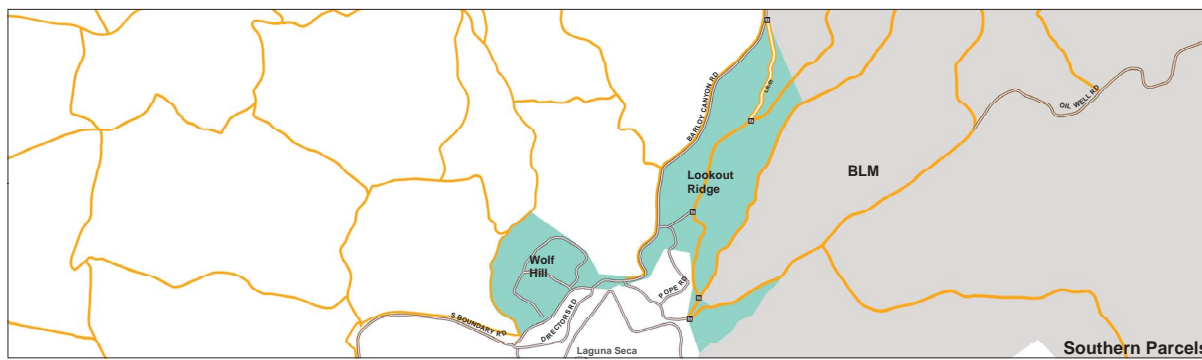 BARLOY CANYON RD
OIL WELL RD
Lookout
Ridge
BLM
Wolf
Hill
POPE RD
DIRECTORS RD
S BOUNDARY RD
Laguna Seca
Southern Parcels